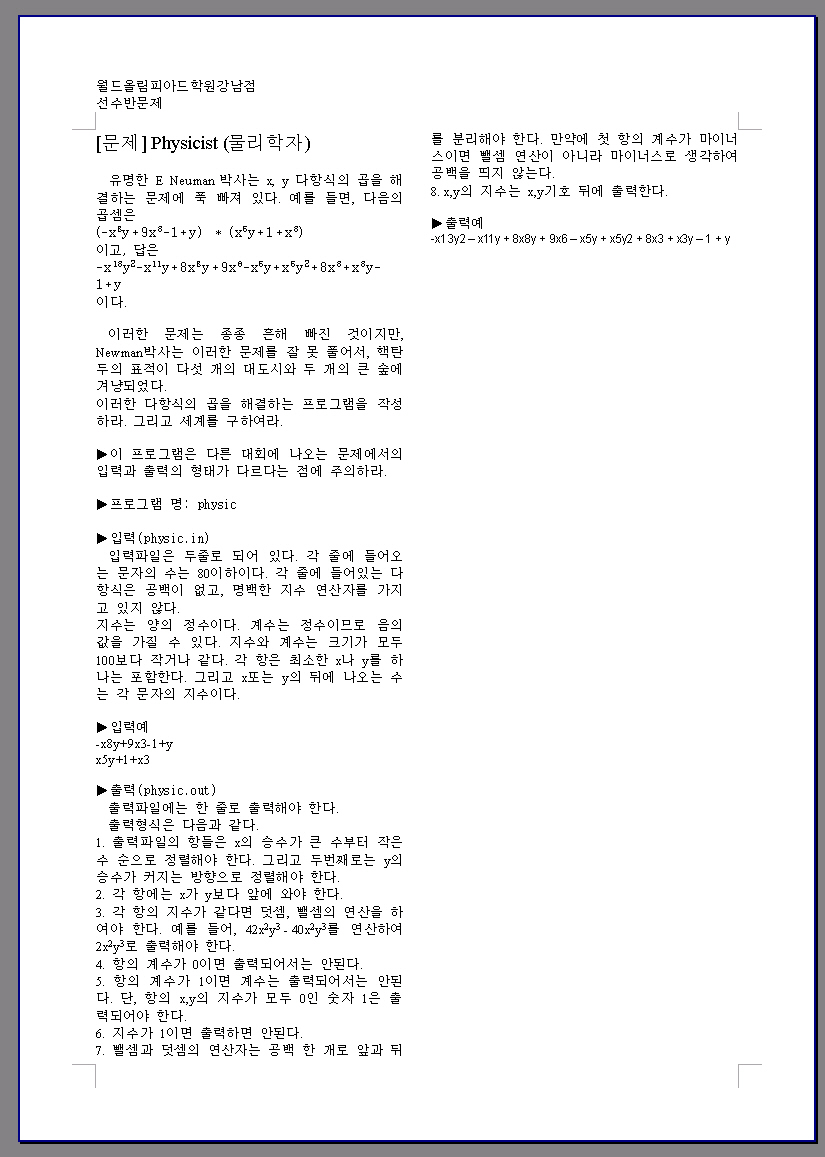 월드올림피아드학원강남점
선수반문제
[문제] Physicist (물리학자)
유명한 E Neuman 박사는 x, y 다항식의 곱을 해
결하는 문제에 푹 빠져 있다. 예를 들면, 다음의
곱셈은
(-x⁸y+9x³-1+y) * (x⁵y+1+x³)
이고, 답은
-x¹³y²-x¹¹y+8x⁸y+9x⁶-x⁵y+x⁵y²+8x³+x³y-
1+y
이다.
이러한 문제는 종종 흔해 빠진 것이지만,
Newman박사는 이러한 문제를 잘 못 풀어서, 핵탄
두의 표적이 다섯 개의 대도시와 두 개의 큰 숲에
겨냥되었다.
이러한 다항식의 곱을 해결하는 프로그램을 작성
하라. 그리고 세계를 구하여라.
▶이 프로그램은 다른 대회에 나오는 문제에서의
입력과 출력의 형태가 다르다는 점에 주의하라.
▶프로그램 명: physic
▶입력(physic.in)
입력파일은 두줄로 되어 있다. 각 줄에 들어오
는 문자의 수는 80이하이다. 각 줄에 들어있는 다
항식은 공백이 없고, 명백한 지수 연산자를 가지
고 있지 않다.
지수는 양의 정수이다. 계수는 정수이므로 음의
값을 가질 수 있다. 지수와 계수는 크기가 모두
100보다 작거나 같다. 각 항은 최소한 x나 y를 하
나는 포함한다. 그리고 x또는 y의 뒤에 나오는 수
는 각 문자의 지수이다.
▶입력예
-x8y+9x3-1+y
x5y+1+x3
▶출력(physic.out)
출력파일에는 한 줄로 출력해야 한다.
출력형식은 다음과 같다.
1. 출력파일의 항들은 x의 승수가 큰 수부터 작은
수 순으로 정렬해야 한다. 그리고 두번째로는 y의
승수가 커지는 방향으로 정렬해야 한다.
2. 각 항에는 x가 y보다 앞에 와야 한다.
3. 각 항의 지수가 같다면 덧셈, 뺄셈의 연산을 하
여야 한다. 예를 들어, 42x²y³ - 40x²y³를 연산하여
2x²y³로 출력해야 한다.
4. 항의 계수가 0이면 출력되어서는 안된다.
5. 항의 계수가 1이면 계수는 출력되어서는 안된
다. 단, 항의 x,y의 지수가 모두 0인 숫자 1은 출
력되어야 한다.
6. 지수가 1이면 출력하면 안된다.
7. 뺄셈과 덧셈의 연산자는 공백 한 개로 앞과 뒤
를 분리해야 한다. 만약에 첫 항의 계수가 마이너
스이면 뺄셈 연산이 아니라 마이너스로 생각하여
공백을 띄지 않는다.
8. x,y의 지수는 x,y기호 뒤에 출력한다.
▶출력예
-x13y2 – x11y + 8x8y + 9x6 – x5y + x5y2 + 8x3 + x3y – 1 + y